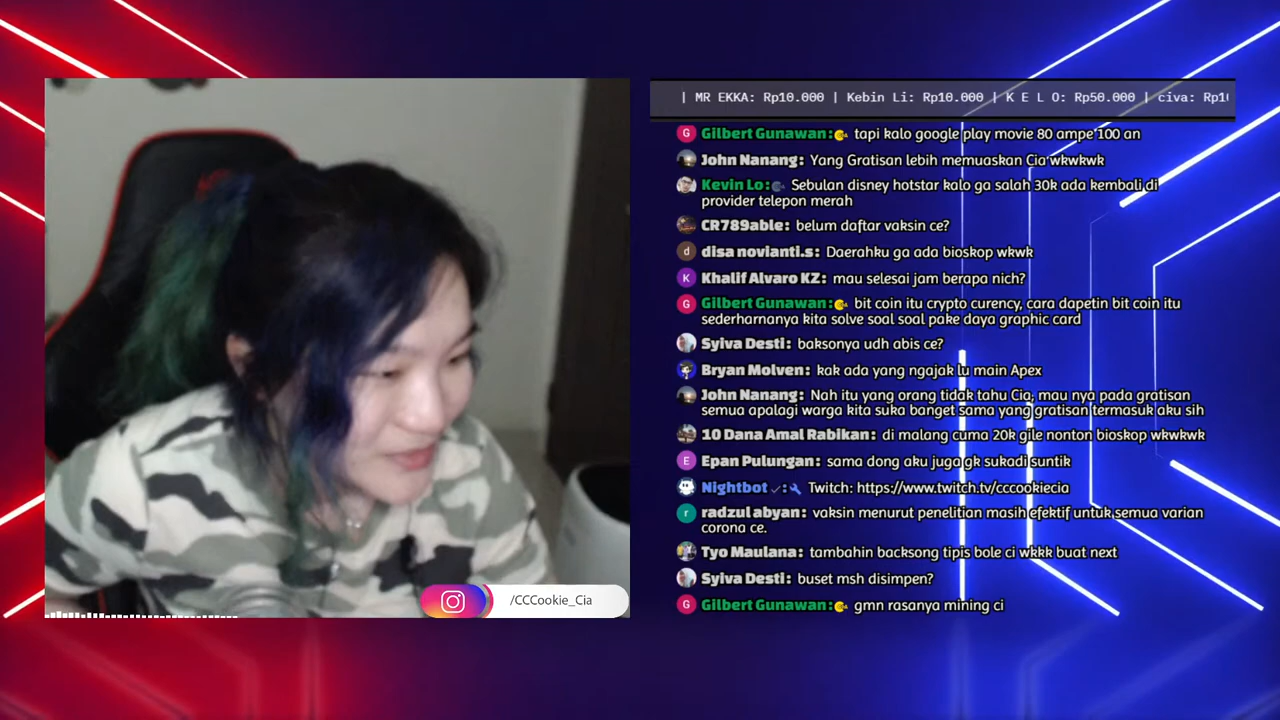 | MR EKKA: Rp10.000 | Kebin Li: Rp10.000 | K E L O: Rp50.000 | civa: Rp1
Gilbert Gunawan: tapi kalo google play movie 80 ampe 100 an
John Nanang: Yang Gratisan lebih memuaskan Cia wkwkwk
Kevin Lo: Sebulan disney hotstar kalo ga salah 30k ada kembali di
provider telepon merah
CR789able: belum daftar vaksin ce?
d disa novianti.s: Daerahku ga ada bioskop wkwk
K Khalif Alvaro KZ: mau selesai jam berapa nich?
G Gilbert Gunawan: bit coin itu crypto curency, cara dapetin bit coin itu
sederharnanya kita solve soal soal pake daya graphic card
Syiva Desti: baksonya udh abis ce?
Bryan Molven: kak ada yang ngajak lu main Apex
John Nanang: Nah itu yang orang tidak tahu Cia, mau nya pada gratisan
semua apalagi warga kita suka banget sama yang gratisan termasuk aku sih
10 Dana Amal Rabikan: di malang cuma 20k gile nonton bioskop wkwkwk
E Epan Pulungan: sama dong aku juga gk sukadi suntik
Nightbot: Twitch: https://www.twitch.tv/cccookiecia
r radzul abyan: vaksin menurut penelitian masih efektif untuk semua varian
corona ce.
Tyo Maulana: tambahin backsong tipis bole ci wkkk buat next
Syiva Desti: buset msh disimpen?
G Gilbert Gunawan: gmn rasanya mining ci
/CCCookie_Cia